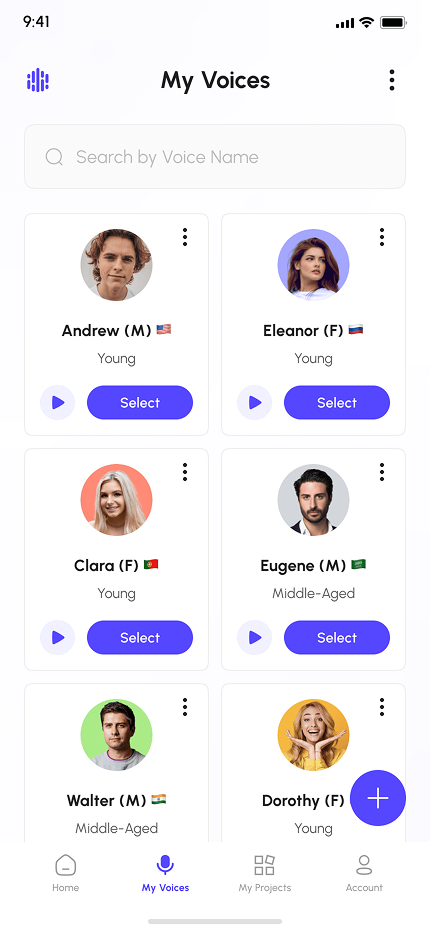 9:41
My Voices
Search by Voice Name
Andrew (M) 🇺🇸
Eleanor (F) 🇷🇺
Young
Young
Select
Select
Clara (F) 🇵🇹
Eugene (M) 🇸🇦
Young
Middle-Aged
Select
Select
Walter (M) 🇮🇳
Dorothy (F)
Middle-Aged
Young
Home
My Voices
My Projects
Account